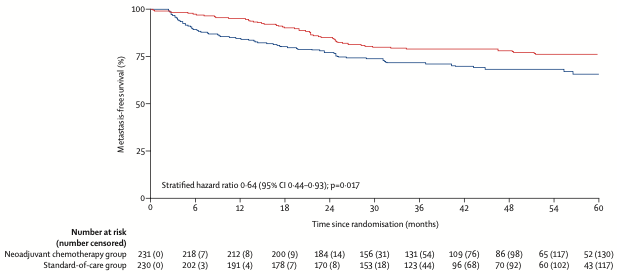 100
75
50
25
0
Metastasis-free survival (%)
Stratified hazard ratio 0·64 (95% CI 0·44–0·93); p=0·017
0 6 12 18 24 30 36 42 48 54 60
Time since randomisation (months)
Number at risk
(number censored)
Neoadjuvant chemotherapy group 231 (0) 218 (7) 212 (8) 200 (9) 184 (14) 156 (31) 131 (54) 109 (76) 86 (98) 65 (117) 52 (130)
Standard-of-care group 230 (0) 202 (3) 191 (4) 178 (7) 170 (8) 153 (18) 123 (44) 96 (68) 70 (92) 60 (102) 43 (117)